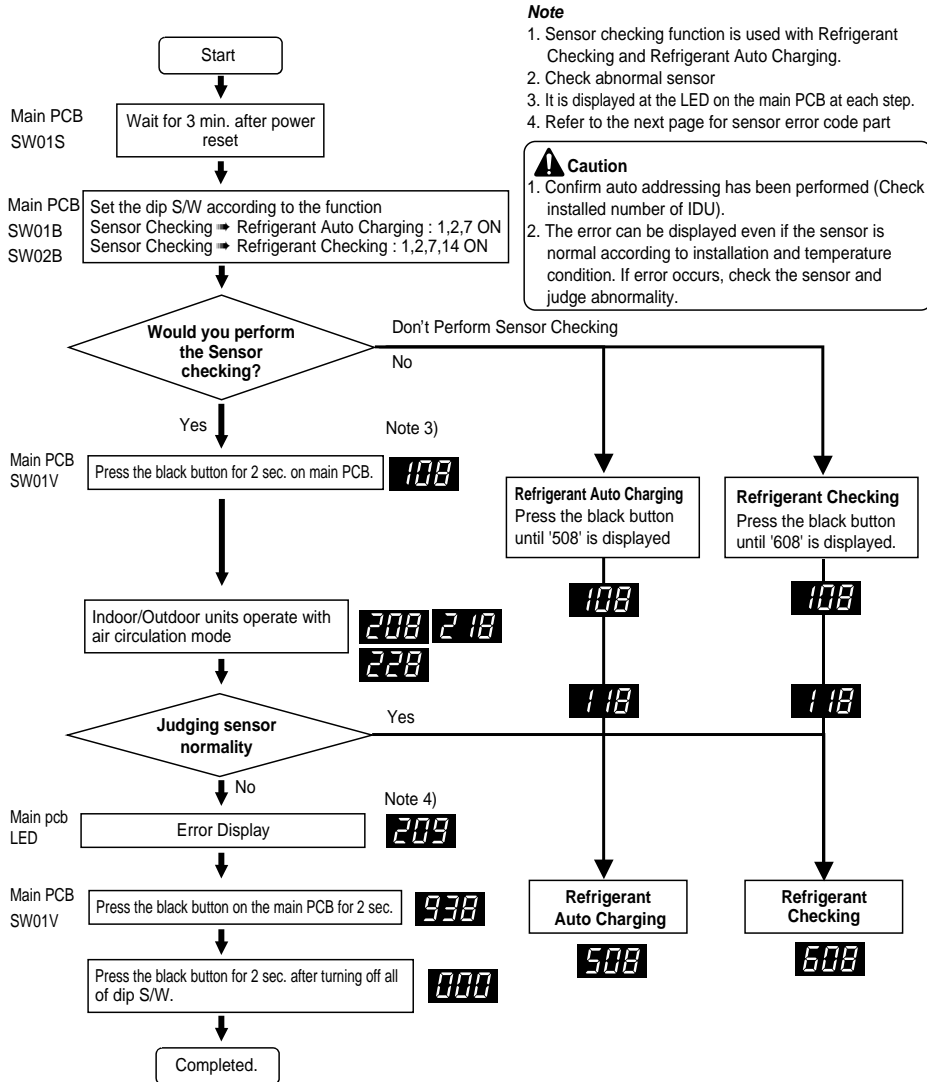 Start
Main PCB
SW01S
Wait for 3 min. after power
reset
Main PCB
SW01B
SW02B
Set the dip S/W according to the function
Sensor Checking ➠ Refrigerant Auto Charging : 1,2,7 ON
Sensor Checking ➠ Refrigerant Checking : 1,2,7,14 ON
Note
1. Sensor checking function is used with Refrigerant
Checking and Refrigerant Auto Charging.
2. Check abnormal sensor
3. It is displayed at the LED on the main PCB at each step.
4. Refer to the next page for sensor error code part
Caution
1. Confirm auto addressing has been performed (Check
installed number of IDU).
2. The error can be displayed even if the sensor is
normal according to installation and temperature
condition. If error occurs, check the sensor and
judge abnormality.
Would you perform
the Sensor
checking?
Don't Perform Sensor Checking
No
Yes
Note 3)
Main PCB
SW01V
Press the black button for 2 sec. on main PCB.
108
Refrigerant Auto Charging
Press the black button
until '508' is displayed
Refrigerant Checking
Press the black button
until '608' is displayed.
108
108
Indoor/Outdoor units operate with
air circulation mode
208 218
228
118
118
Judging sensor
normality
Yes
No
Note 4)
Main pcb
LED
Error Display
209
Main PCB
SW01V
Press the black button on the main PCB for 2 sec.
938
Refrigerant
Auto Charging
508
Refrigerant
Checking
608
Press the black button for 2 sec. after turning off all
of dip S/W.
000
Completed.